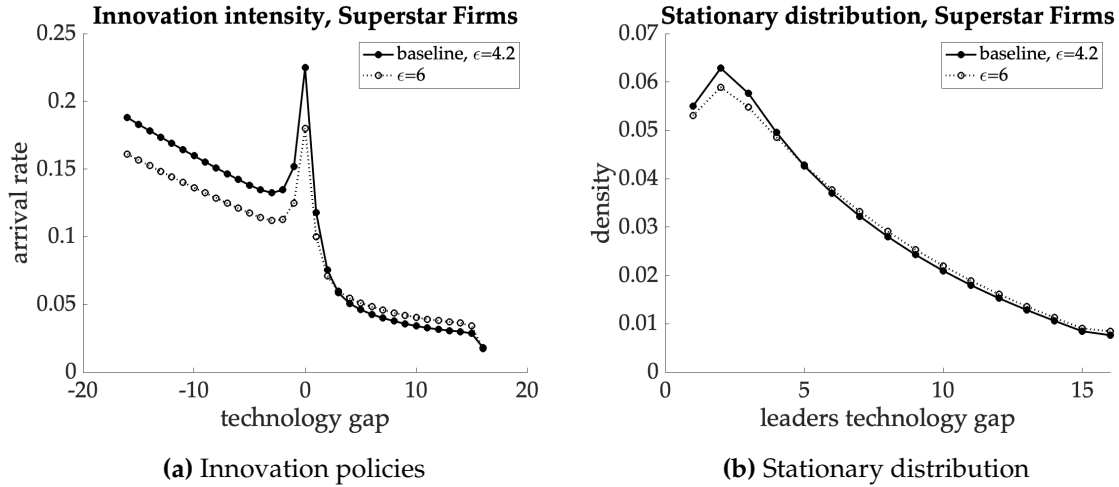 Innovation intensity, Superstar Firms
0.25
0.2
0.15
0.1
0.05
0
-20
-10
0
10
20
arrival rate
technology gap
baseline, ϵ=4.2
ϵ=6
(a) Innovation policies
Stationary distribution, Superstar Firms
0.07
0.06
0.05
0.04
0.03
0.02
0.01
0
0
5
10
15
density
leaders technology gap
baseline, ϵ=4.2
ϵ=6
(b) Stationary distribution